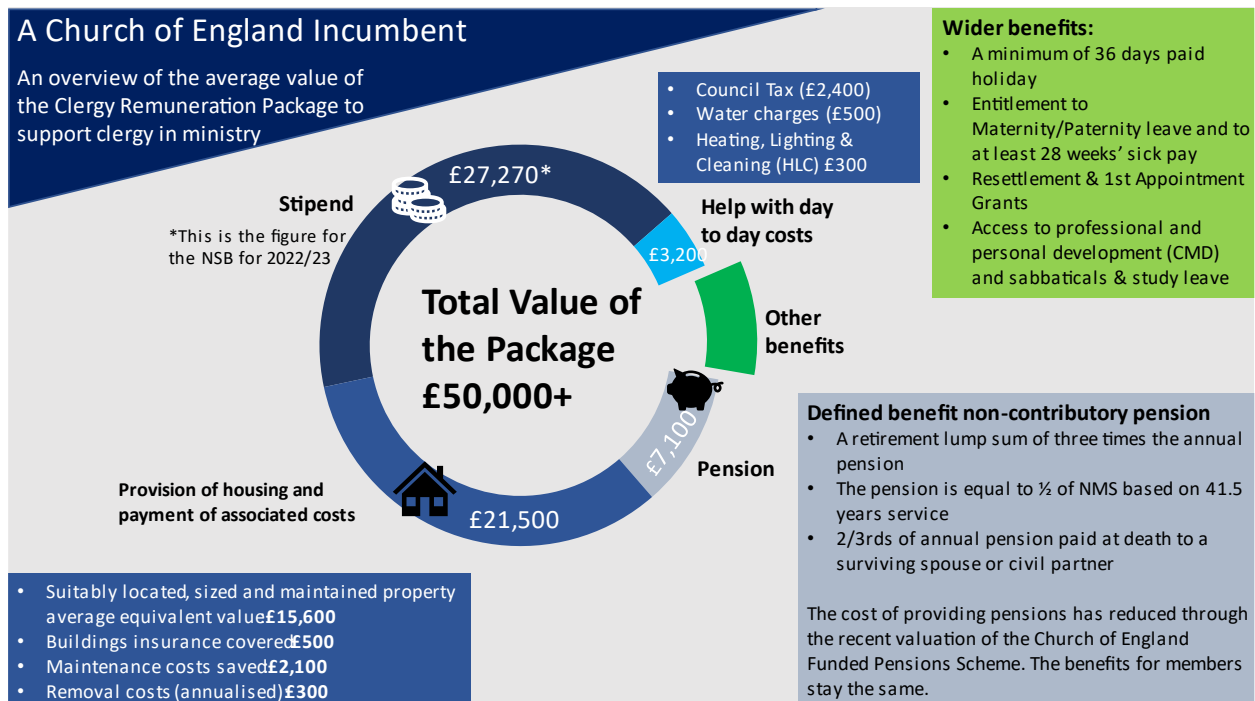 A Church of England Incumbent
An overview of the average value of
the Clergy Remuneration Package to
support clergy in ministry
• Council Tax (£2,400)
• Water charges (£500)
• Heating, Lighting &
Cleaning (HLC) £300
Wider benefits:
• A minimum of 36 days paid
holiday
• Entitlement to
Maternity/Paternity leave and to
at least 28 weeks’ sick pay
• Resettlement & 1st Appointment
Grants
• Access to professional and
personal development (CMD)
and sabbaticals & study leave
£27,270*
Stipend
*This is the figure for
the NSB for 2022/23
Help with day
to day costs
£3,200
Total Value of
the Package
£50,000+
Other
benefits
£7,100
Pension
Provision of housing and
payment of associated costs
£21,500
Defined benefit non-contributory pension
• A retirement lump sum of three times the annual
pension
• The pension is equal to ½ of NMS based on 41.5
years service
• 2/3rds of annual pension paid at death to a
surviving spouse or civil partner
The cost of providing pensions has reduced through
the recent valuation of the Church of England
Funded Pensions Scheme. The benefits for members
stay the same.
• Suitably located, sized and maintained property
average equivalent value£15,600
• Buildings insurance covered£500
• Maintenance costs saved£2,100
• Removal costs (annualised)£300